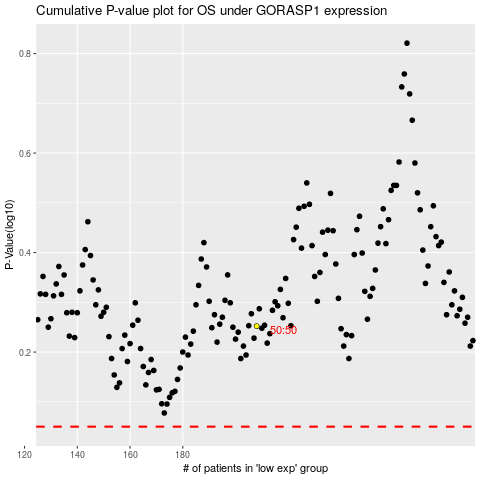 Cumulative P-value plot for OS under GORASP1 expression
P-Value(log10)
0.8
0.6
0.4
0.2
50:50
120 140 160 180
# of patients in 'low exp' group